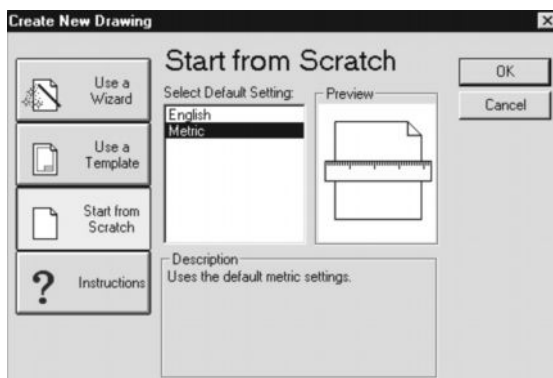 Create New Drawing
Use a
Wizard
Use a
Template
Start from
Scratch
Instructions
Start from Scratch
Select Default Setting:
English
Metric
Preview
Description
Uses the default metric settings.
OK
Cancel